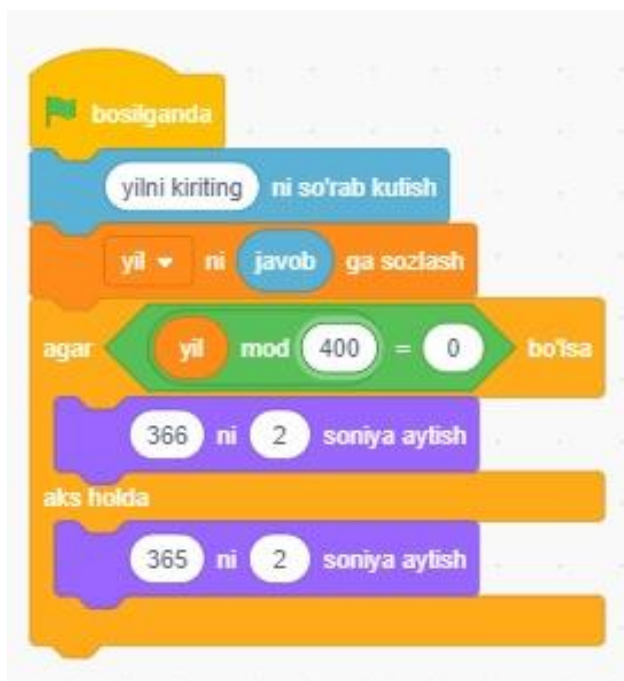 bosilganda
yilni kiriting ni so'rab kutish
yil ni javob ga sozlash
agar yil mod 400 = 0 bo'lsa
366 ni 2 soniya aytish
aks holda
365 ni 2 soniya aytish